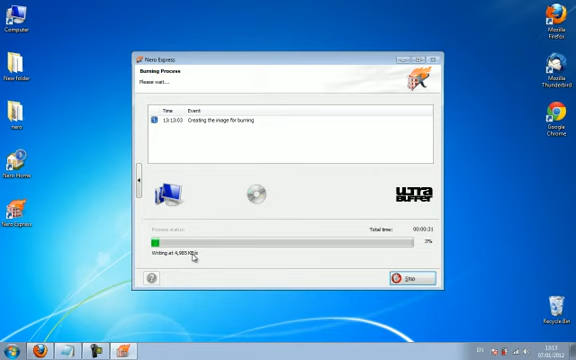 Computer
New folder
nero
Nero Home
Nero Express
Nero Express
Burning Process
Please wait...
Time Event
13:13:03 Creating the image for burning
ULTRA
BUFFER
Process status:
Total time: 00:00:31
3%
Writing at 4,985 KB/s
Stop
Mozilla
Firefox
Mozilla
Thunderbird
Google
Chrome
Recycle Bin
EN
13:13
07/01/2012